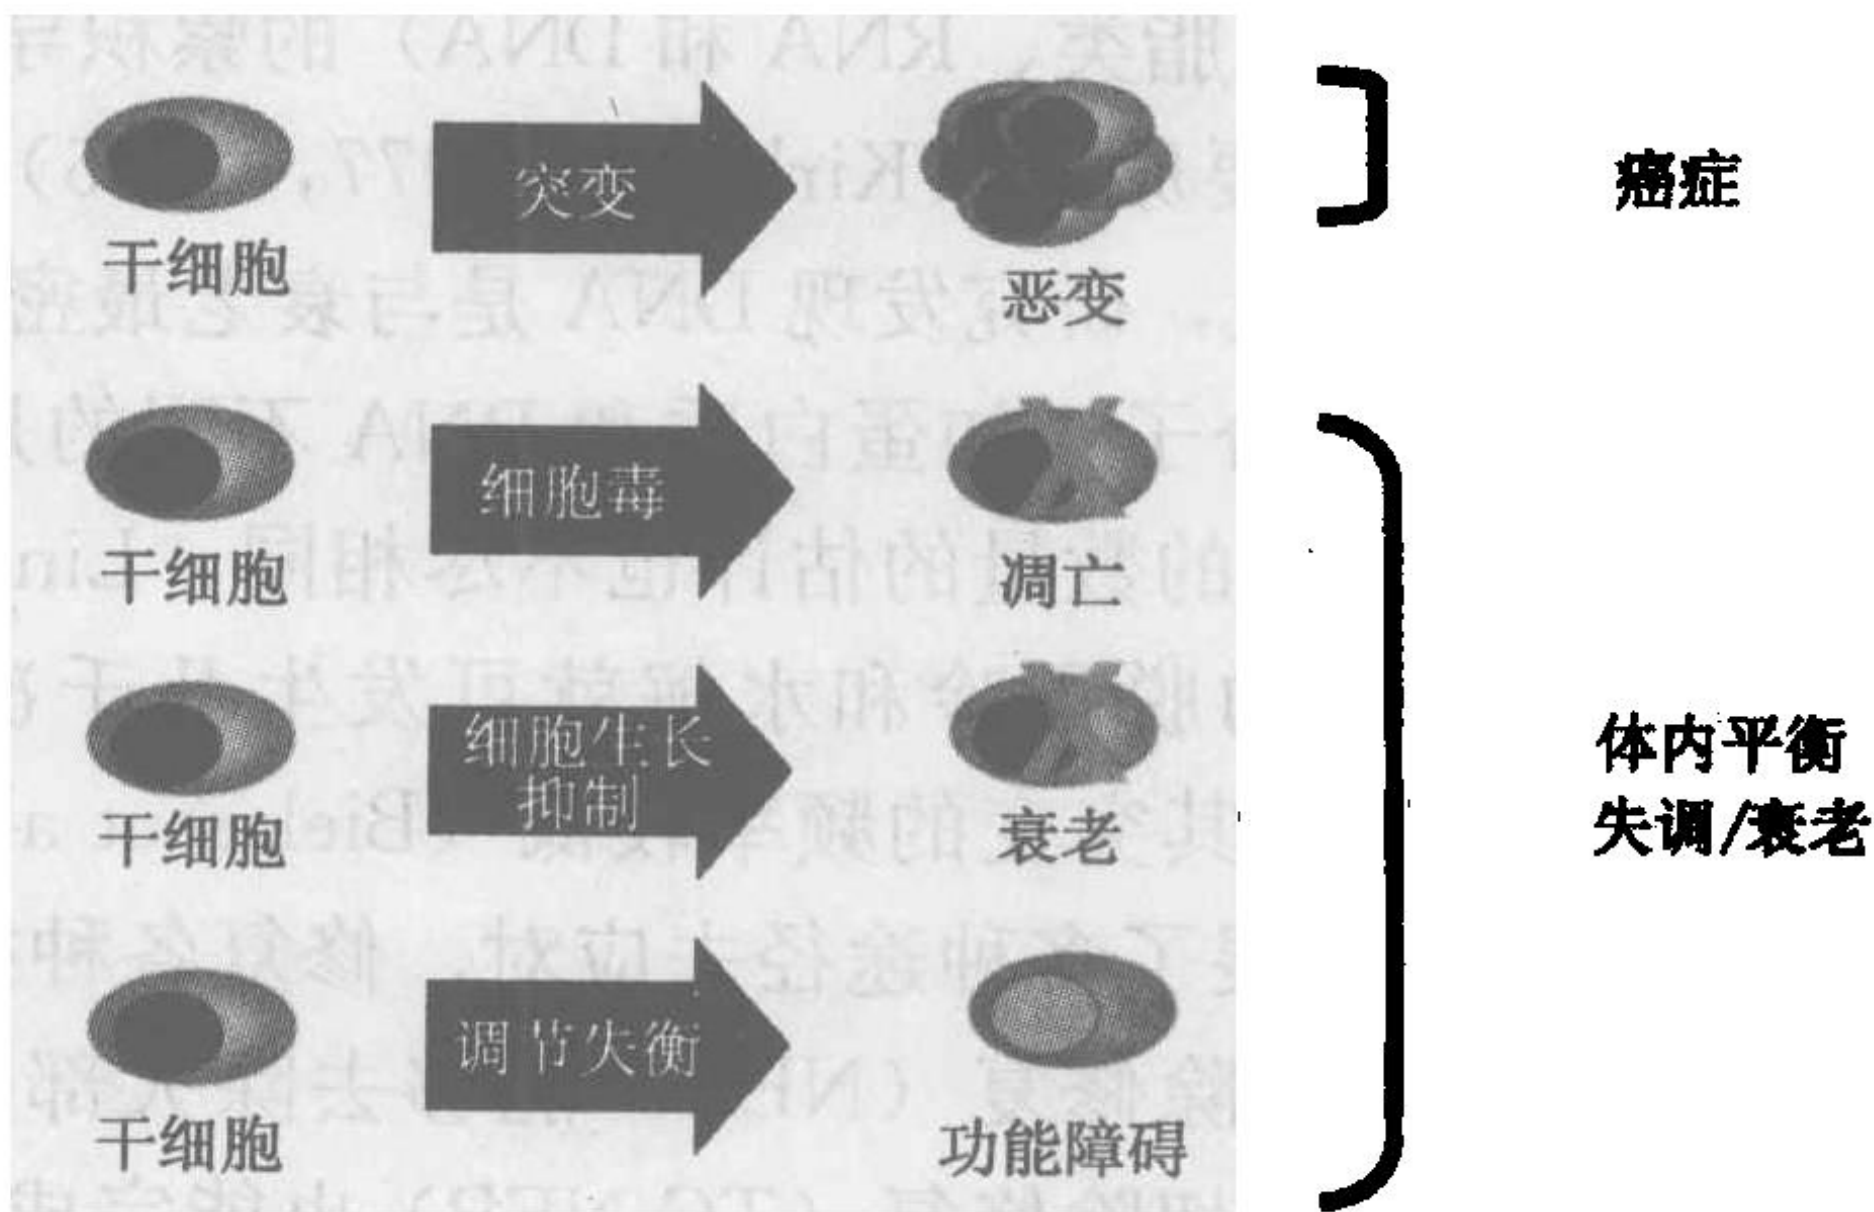 突变
癌症
干细胞
恶变
细胞毒
干细胞
凋亡
细胞生长
抑制
干细胞
衰老
体内平衡
失调/衰老
调节失衡
干细胞
功能障碍